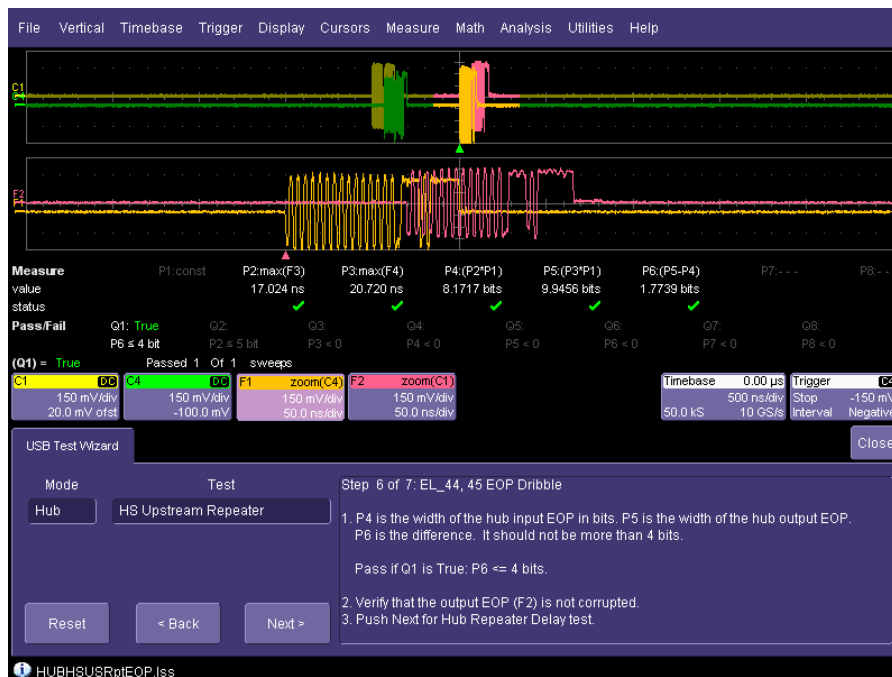 File Vertical Timebase Trigger Display Cursors Measure Math Analysis Utilities Help
C1
F2
Measure P1:const P2:max(F3) P3:max(F4) P4:(P2*P1) P5:(P3*P1) P6:(P5-P4) P7:- - - P8:- -
value 17.024 ns 20.720 ns 8.1717 bits 9.9456 bits 1.7739 bits
status
Pass/Fail Q1: True Q2: Q3: Q4: Q5: Q6: Q7: Q8:
P6 ≤ 4 bit P2 ≤ 5 bit P3 < 0 P4 < 0 P5 < 0 P6 < 0 P7 < 0 P8 < 0
(Q1) = True Passed 1 Of 1 sweeps
C1 DC C4 DC F1 zoom(C4) F2 zoom(C1) Timebase 0.00 µs Trigger C4
150 mV/div 150 mV/div 150 mV/div 150 mV/div 500 ns/div Stop -150 mV
20.0 mV ofst -100.0 mV 50.0 ns/div 50.0 ns/div 50.0 kS 10 GS/s Interval Negative
USB Test Wizard Close
Mode Test
Hub HS Upstream Repeater
Step 6 of 7: EL_44, 45 EOP Dribble
1. P4 is the width of the hub input EOP in bits. P5 is the width of the hub output EOP.
P6 is the difference. It should not be more than 4 bits.
Pass if Q1 is True: P6 <= 4 bits.
2. Verify that the output EOP (F2) is not corrupted.
3. Push Next for Hub Repeater Delay test.
Reset < Back Next >
HUBHSUSRptEOP.lss